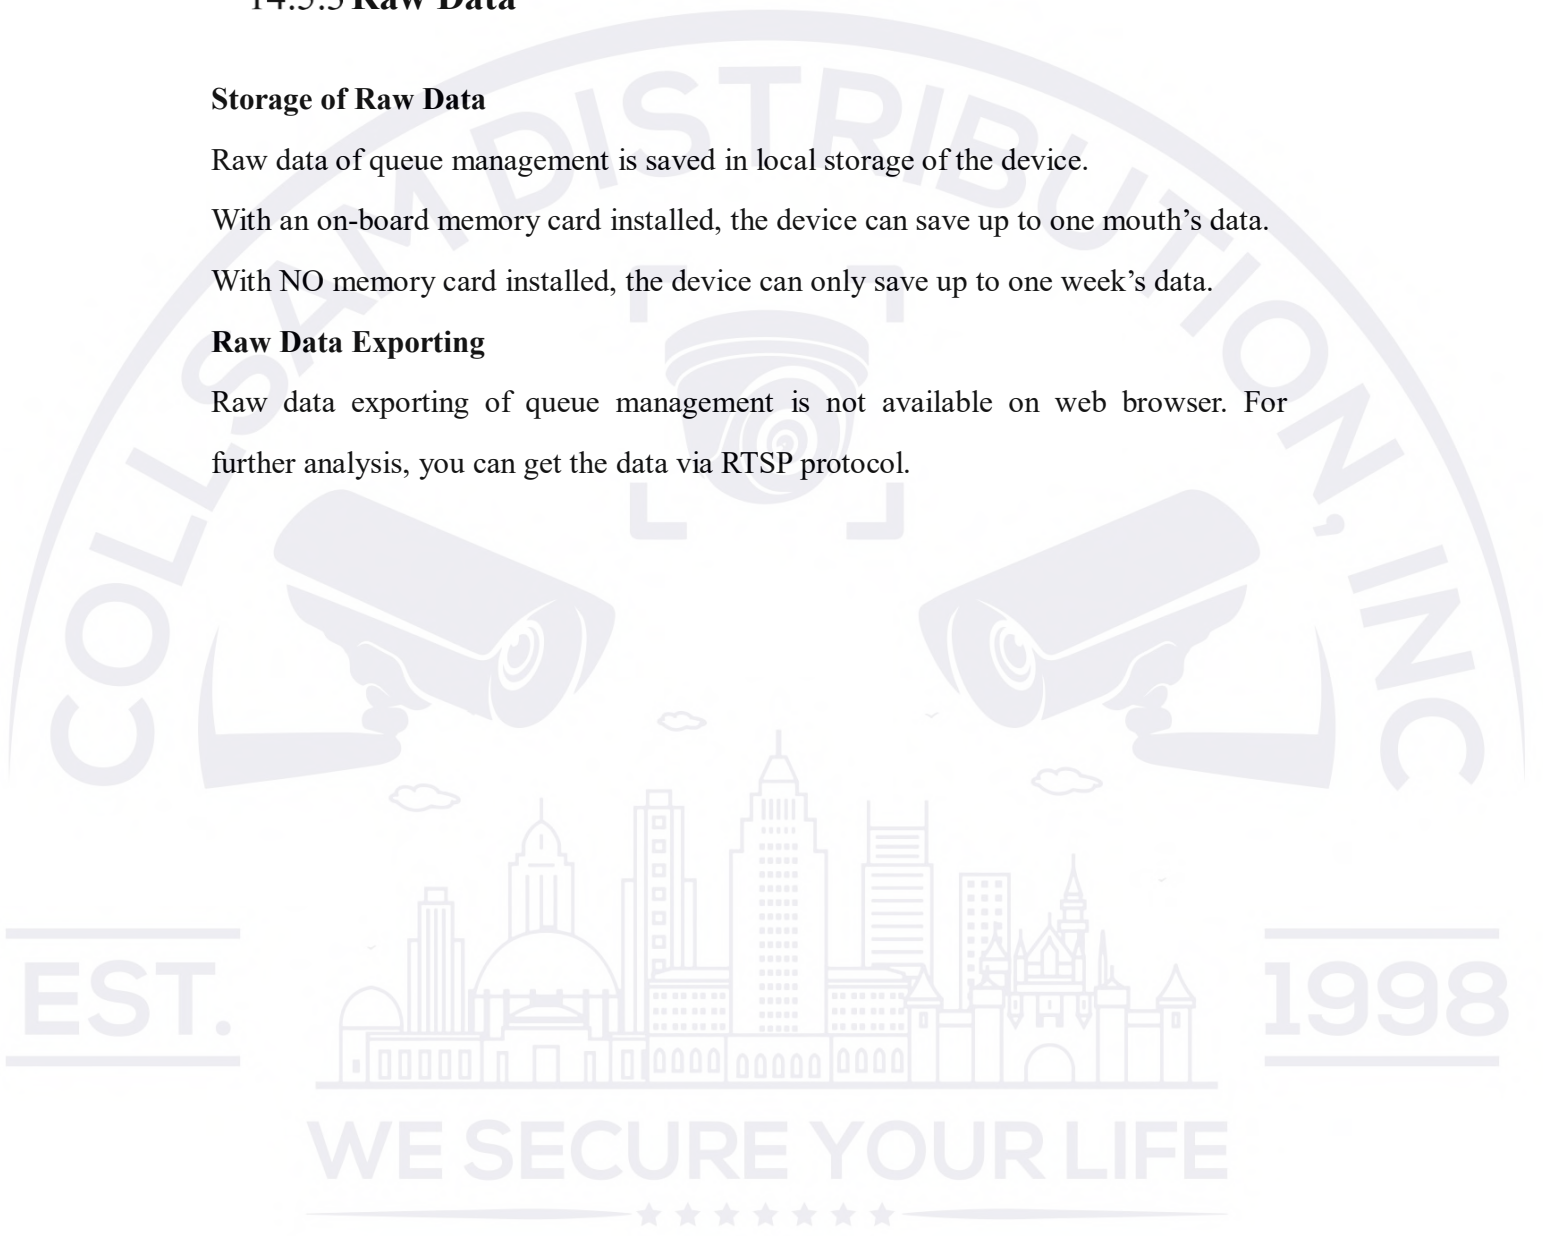 14.5.3 Raw Data
Storage of Raw Data
Raw data of queue management is saved in local storage of the device.
With an on-board memory card installed, the device can save up to one mouth’s data.
With NO memory card installed, the device can only save up to one week’s data.
Raw Data Exporting
Raw data exporting of queue management is not available on web browser. For
further analysis, you can get the data via RTSP protocol.
COLLSAM DISTRIBUTION, INC
EST.
1998
WE SECURE YOUR LIFE